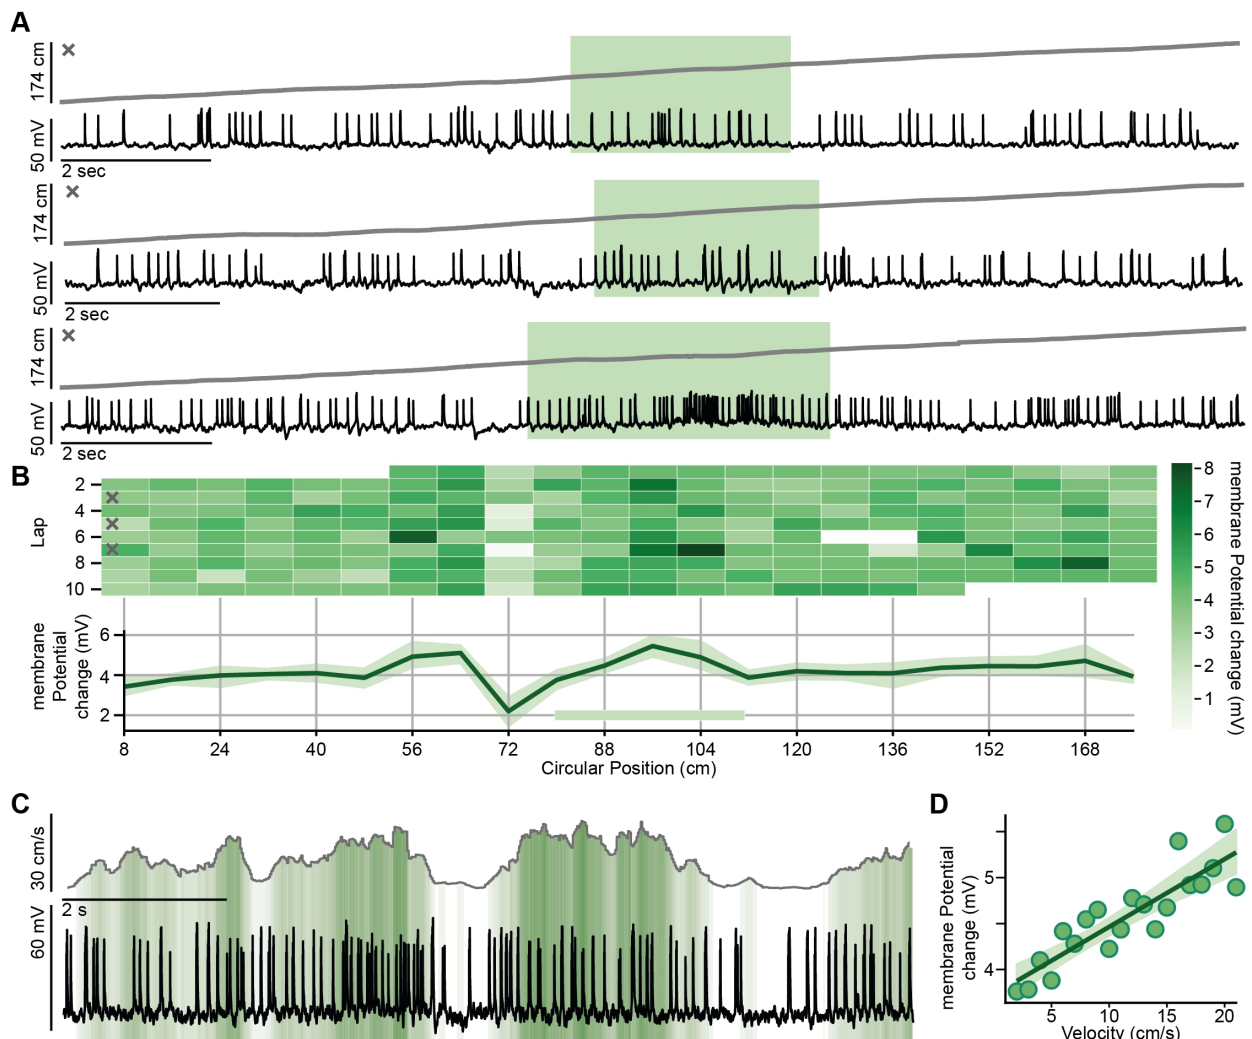 A
174 cm
50 mV
2 sec
174 cm
50 mV
2 sec
174 cm
50 mV
2 sec
B
Lap
2
4
6
8
10
8
7
6
5
4
3
2
1
membrane Potential change (mV)
membrane
Potential
change (mV)
6
4
2
8 24 40 56 72 88 104 120 136 152 168
Circular Position (cm)
C
30 cm/s
2 s
60 mV
D
membrane Potential
change (mV)
5
4
5 10 15 20
Velocity (cm/s)